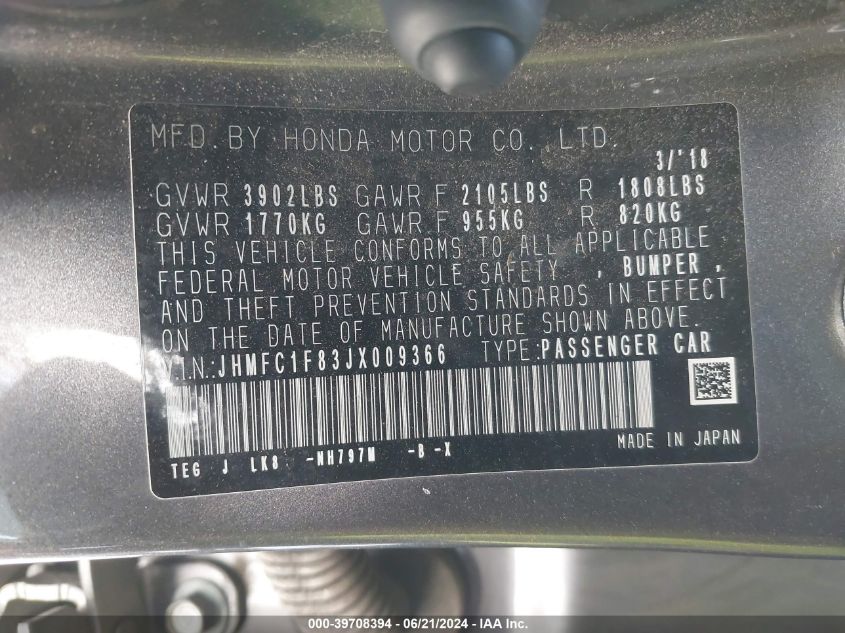 MFD. BY HONDA MOTOR CO., LTD.
3/'18
GVWR 3902LBS GAWR F 2105LBS R 1808LBS
GVWR 1770KG GAWR F 955KG R 820KG
THIS VEHICLE CONFORMS TO ALL APPLICABLE
FEDERAL MOTOR VEHICLE SAFETY , BUMPER ,
AND THEFT PREVENTION STANDARDS IN EFFECT
ON THE DATE OF MANUFACTURE SHOWN ABOVE.
V.I.N.:JHMFC1F83JX009366 TYPE:PASSENGER CAR
MADE IN JAPAN
TEG J LK8 -NH797M -B -X
000-39708394 / 06/21/2024 - IAA Inc.